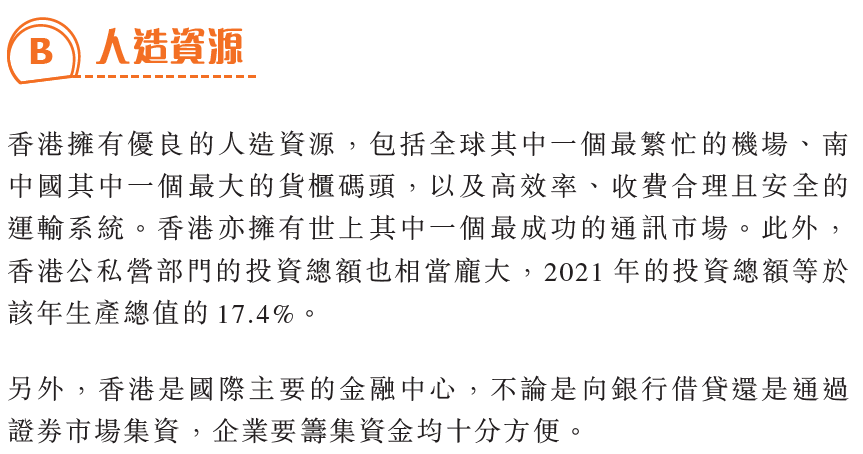 B 人造資源
香港擁有優良的人造資源，包括全球其中一個最繁忙的機場、南
中國其中一個最大的貨櫃碼頭，以及高效率、收費合理且安全的
運輸系統。香港亦擁有世上其中一個最成功的通訊市場。此外，
香港公私營部門的投資總額也相當龐大，2021 年的投資總額等於
該年生產總值的 17.4%。
另外，香港是國際主要的金融中心，不論是向銀行借貸還是通過
證券市場集資，企業要籌集資金均十分方便。